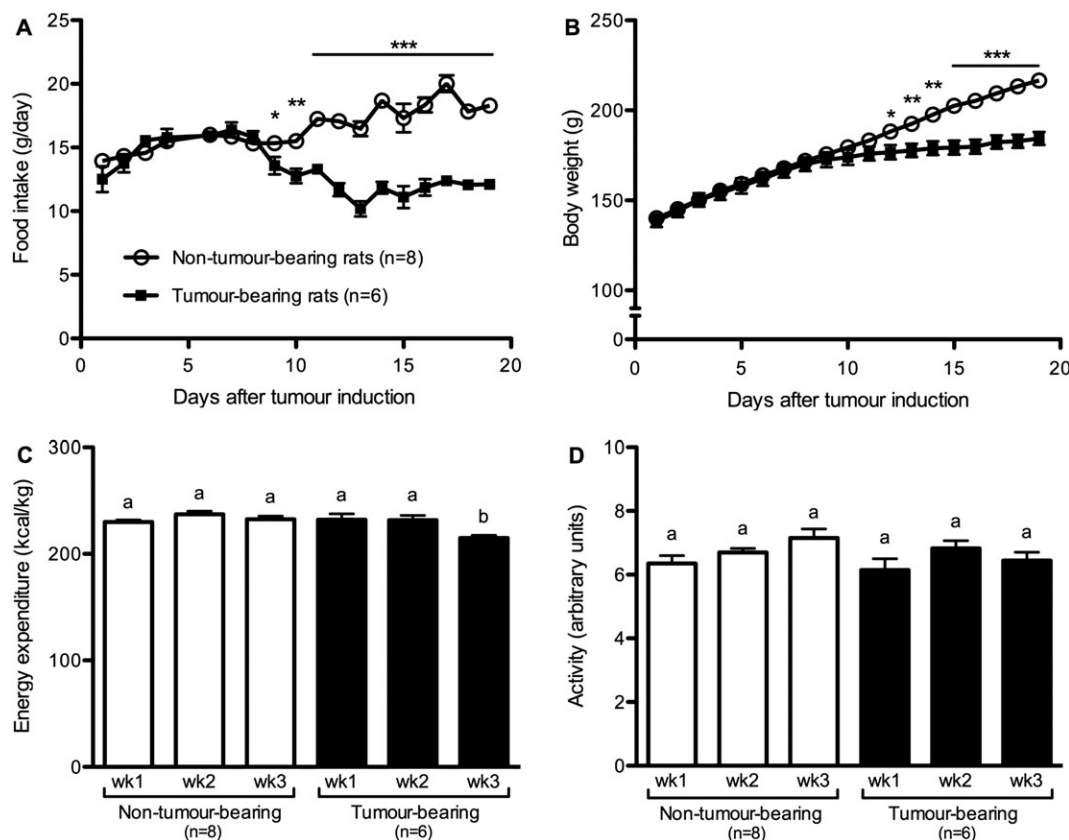 A
Food intake (g/day)
25
20
15
10
5
0
***
*
**
Non-tumour-bearing rats (n=8)
Tumour-bearing rats (n=6)
0 5 10 15 20
Days after tumour induction
B
Body weight (g)
250
200
150
100
0
***
**
**
*
0 5 10 15 20
Days after tumour induction
C
Energy expenditure (kcal/kg)
300
200
100
0
a a a a a b
wk1 wk2 wk3 wk1 wk2 wk3
Non-tumour-bearing Tumour-bearing
(n=8) (n=6)
D
Activity (arbitrary units)
10
8
6
4
2
0
a a a a a a
wk1 wk2 wk3 wk1 wk2 wk3
Non-tumour-bearing Tumour-bearing
(n=8) (n=6)